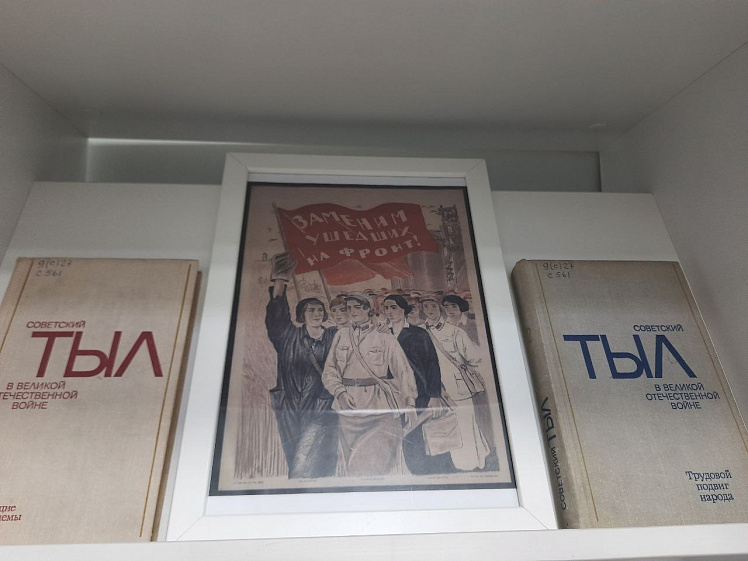 9(с)27
с.561
СОВЕТСКИЙ
ТЫЛ
В ВЕЛИКОЙ
ОТЕЧЕСТВЕННОЙ
ВОЙНЕ
ЗАМЕНИМ
УШЕДШИХ
НА ФРОНТ!
9(с)27
с561
СОВЕТСКИЙ
ТЫЛ
В ВЕЛИКОЙ
ОТЕЧЕСТВЕННОЙ
ВОЙНЕ
Трудовой
подвиг
народа
СОВЕТСКИЙ ТЫЛ